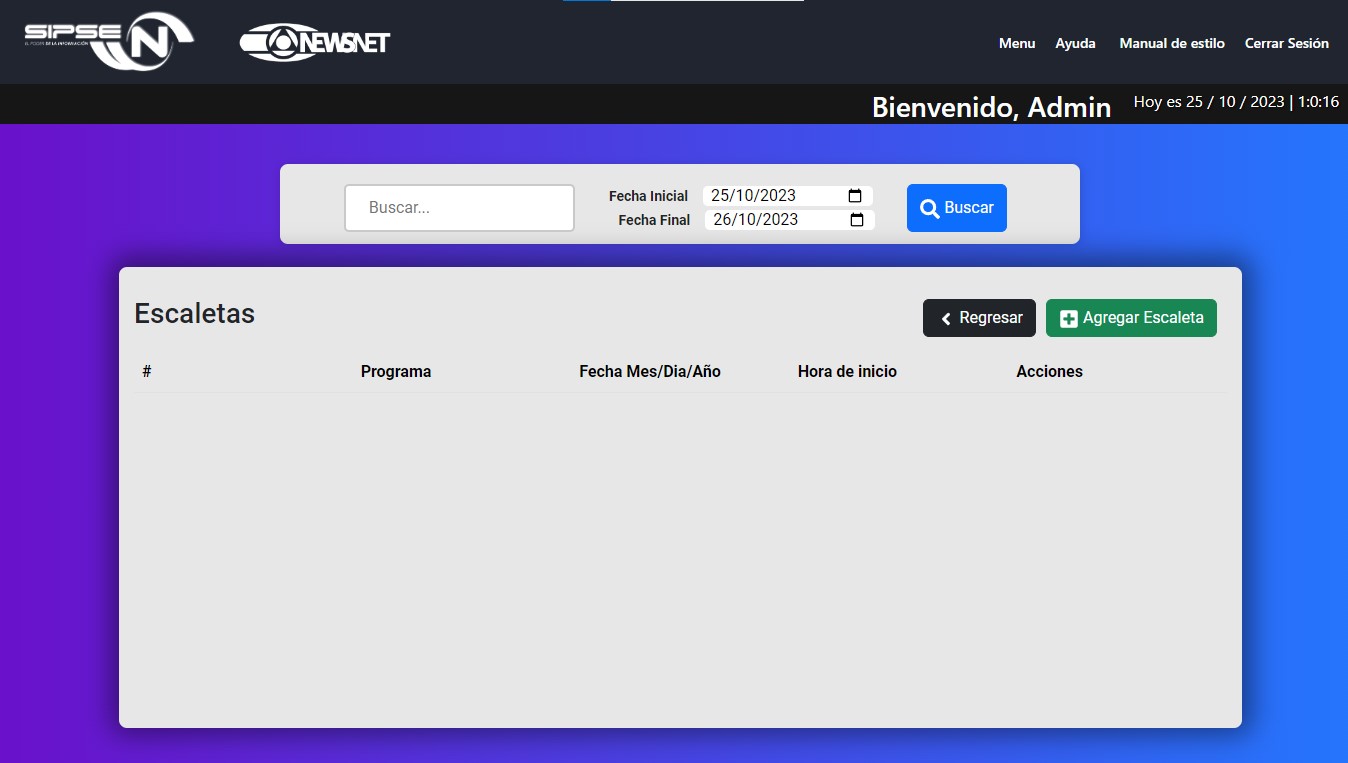 SIPSE
EL PODER DE LA INFORMACIÓN
N
NEWSNET
Menu Ayuda Manual de estilo Cerrar Sesión
Bienvenido, Admin Hoy es 25 / 10 / 2023 | 1:0:16
Buscar...
Fecha Inicial 25/10/2023
Fecha Final 26/10/2023
Buscar
Escaletas
Regresar Agregar Escaleta
# Programa Fecha Mes/Dia/Año Hora de inicio Acciones